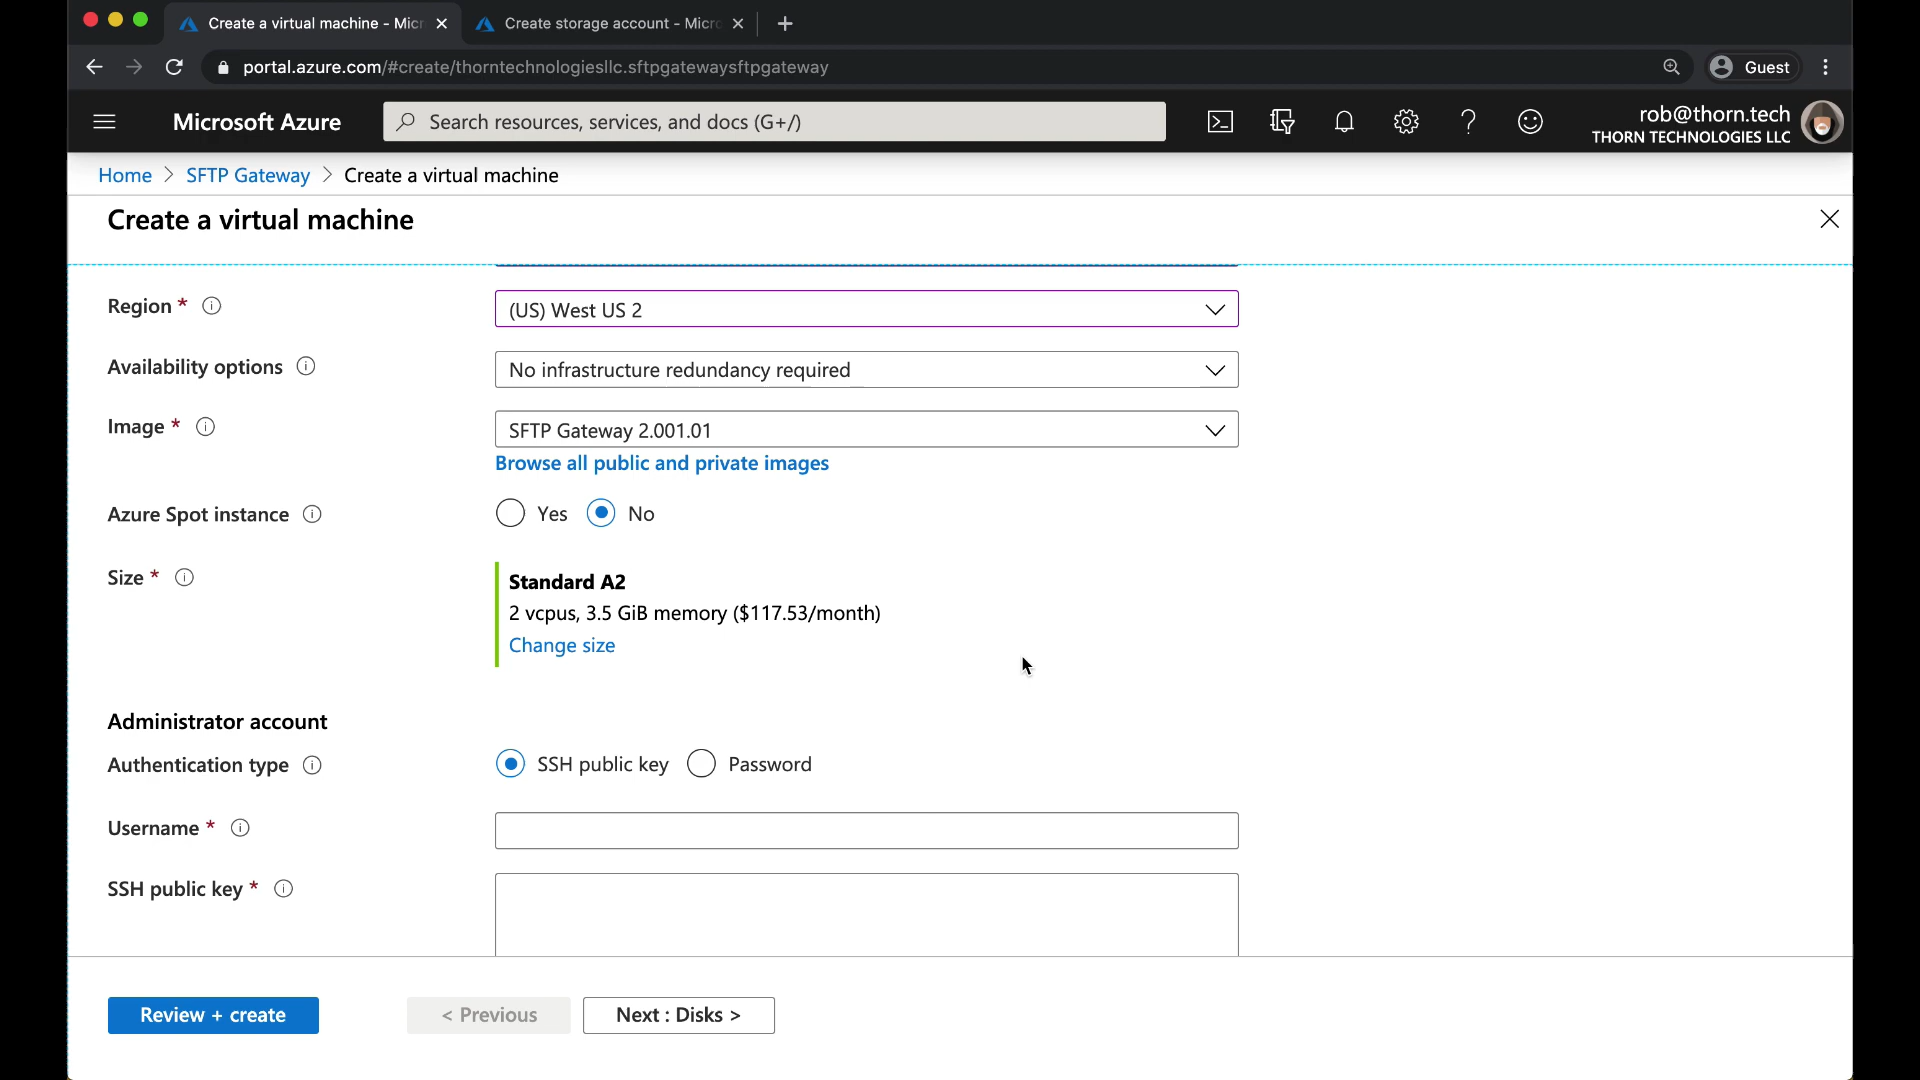 Create a virtual machine - Micr
Create storage account - Micro
portal.azure.com/#create/thorntechnologiesllc.sftpgatewaysftpgateway
Guest
Microsoft Azure
Search resources, services, and docs (G+/)
rob@thorn.tech
THORN TECHNOLOGIES LLC
Home > SFTP Gateway > Create a virtual machine
Create a virtual machine
Region *
(US) West US 2
Availability options
No infrastructure redundancy required
Image *
SFTP Gateway 2.001.01
Browse all public and private images
Azure Spot instance
Yes No
Size *
Standard A2
2 vcpus, 3.5 GiB memory ($117.53/month)
Change size
Administrator account
Authentication type
SSH public key Password
Username *
SSH public key *
Review + create
< Previous
Next : Disks >